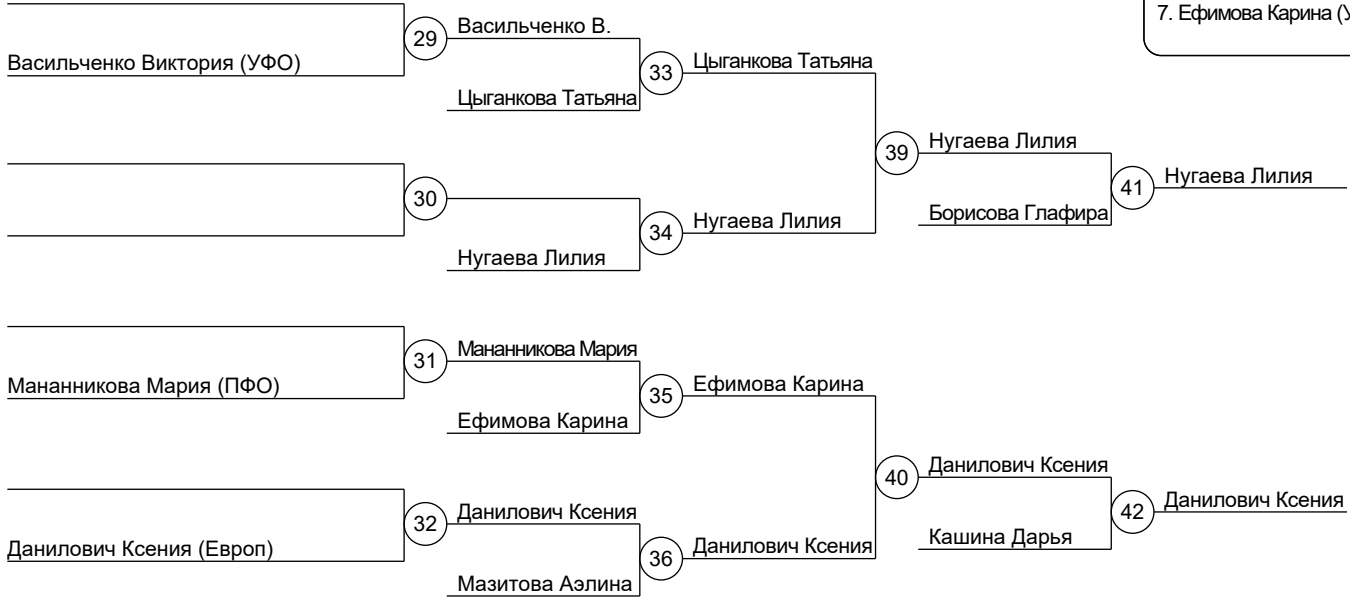 7. Ефимова Карина (У
29
Васильченко В.
Васильченко Виктория (УФО)
33
Цыганкова Татьяна
Цыганкова Татьяна
39
Нугаева Лилия
41
Нугаева Лилия
30
34
Нугаева Лилия
Борисова Глафира
Нугаева Лилия
31
Мананникова Мария
Мананникова Мария (ПФО)
35
Ефимова Карина
Ефимова Карина
40
Данилович Ксения
42
Данилович Ксения
32
Данилович Ксения
Кашина Дарья
Данилович Ксения (Европ)
36
Данилович Ксения
Мазитова Аэлина